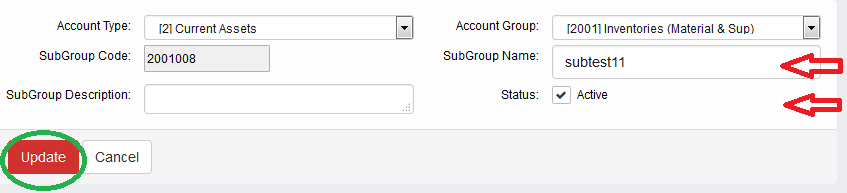 Account Type: [2] Current Assets Account Group: [2001] Inventories (Material & Sup)
SubGroup Code: 2001008 SubGroup Name: subtest11
SubGroup Description: Status: Active
Update Cancel